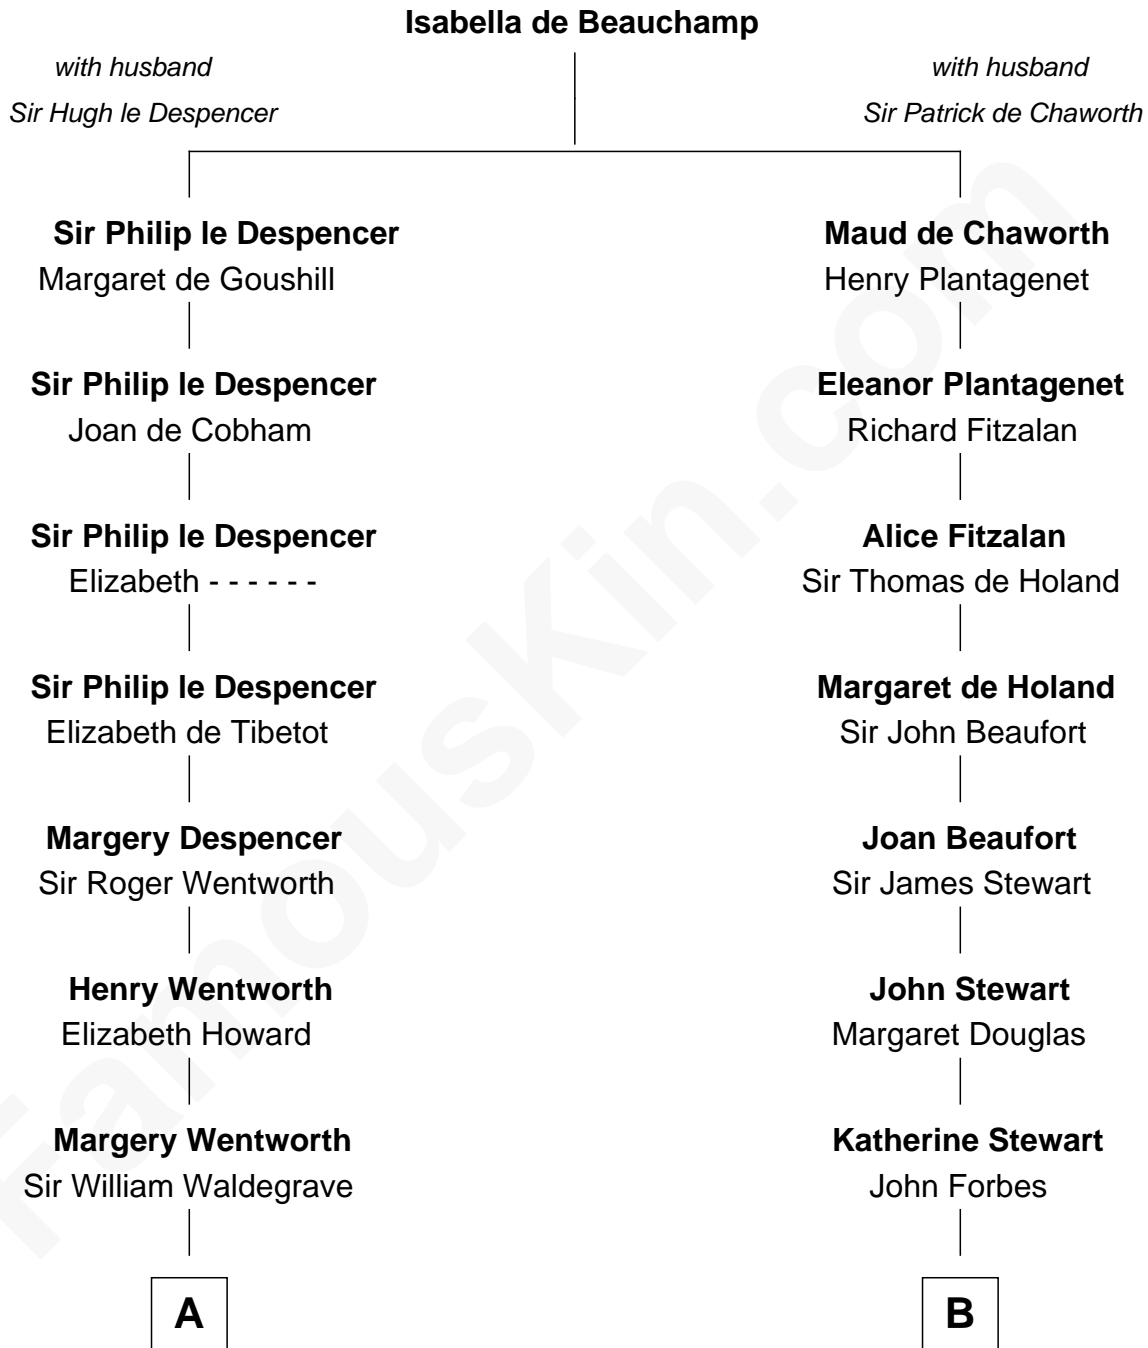 Isabella de Beauchamp
with husband
Sir Hugh le Despencer
with husband
Sir Patrick de Chaworth
Sir Philip le Despencer
Margaret de Goushill
Maud de Chaworth
Henry Plantagenet
Sir Philip le Despencer
Joan de Cobham
Eleanor Plantagenet
Richard Fitzalan
Sir Philip le Despencer
Elizabeth - - - - - -
Alice Fitzalan
Sir Thomas de Holand
Sir Philip le Despencer
Elizabeth de Tibetot
Margaret de Holand
Sir John Beaufort
Margery Despencer
Sir Roger Wentworth
Joan Beaufort
Sir James Stewart
Henry Wentworth
Elizabeth Howard
John Stewart
Margaret Douglas
Margery Wentworth
Sir William Waldegrave
Katherine Stewart
John Forbes
A
B
FamousKin.com